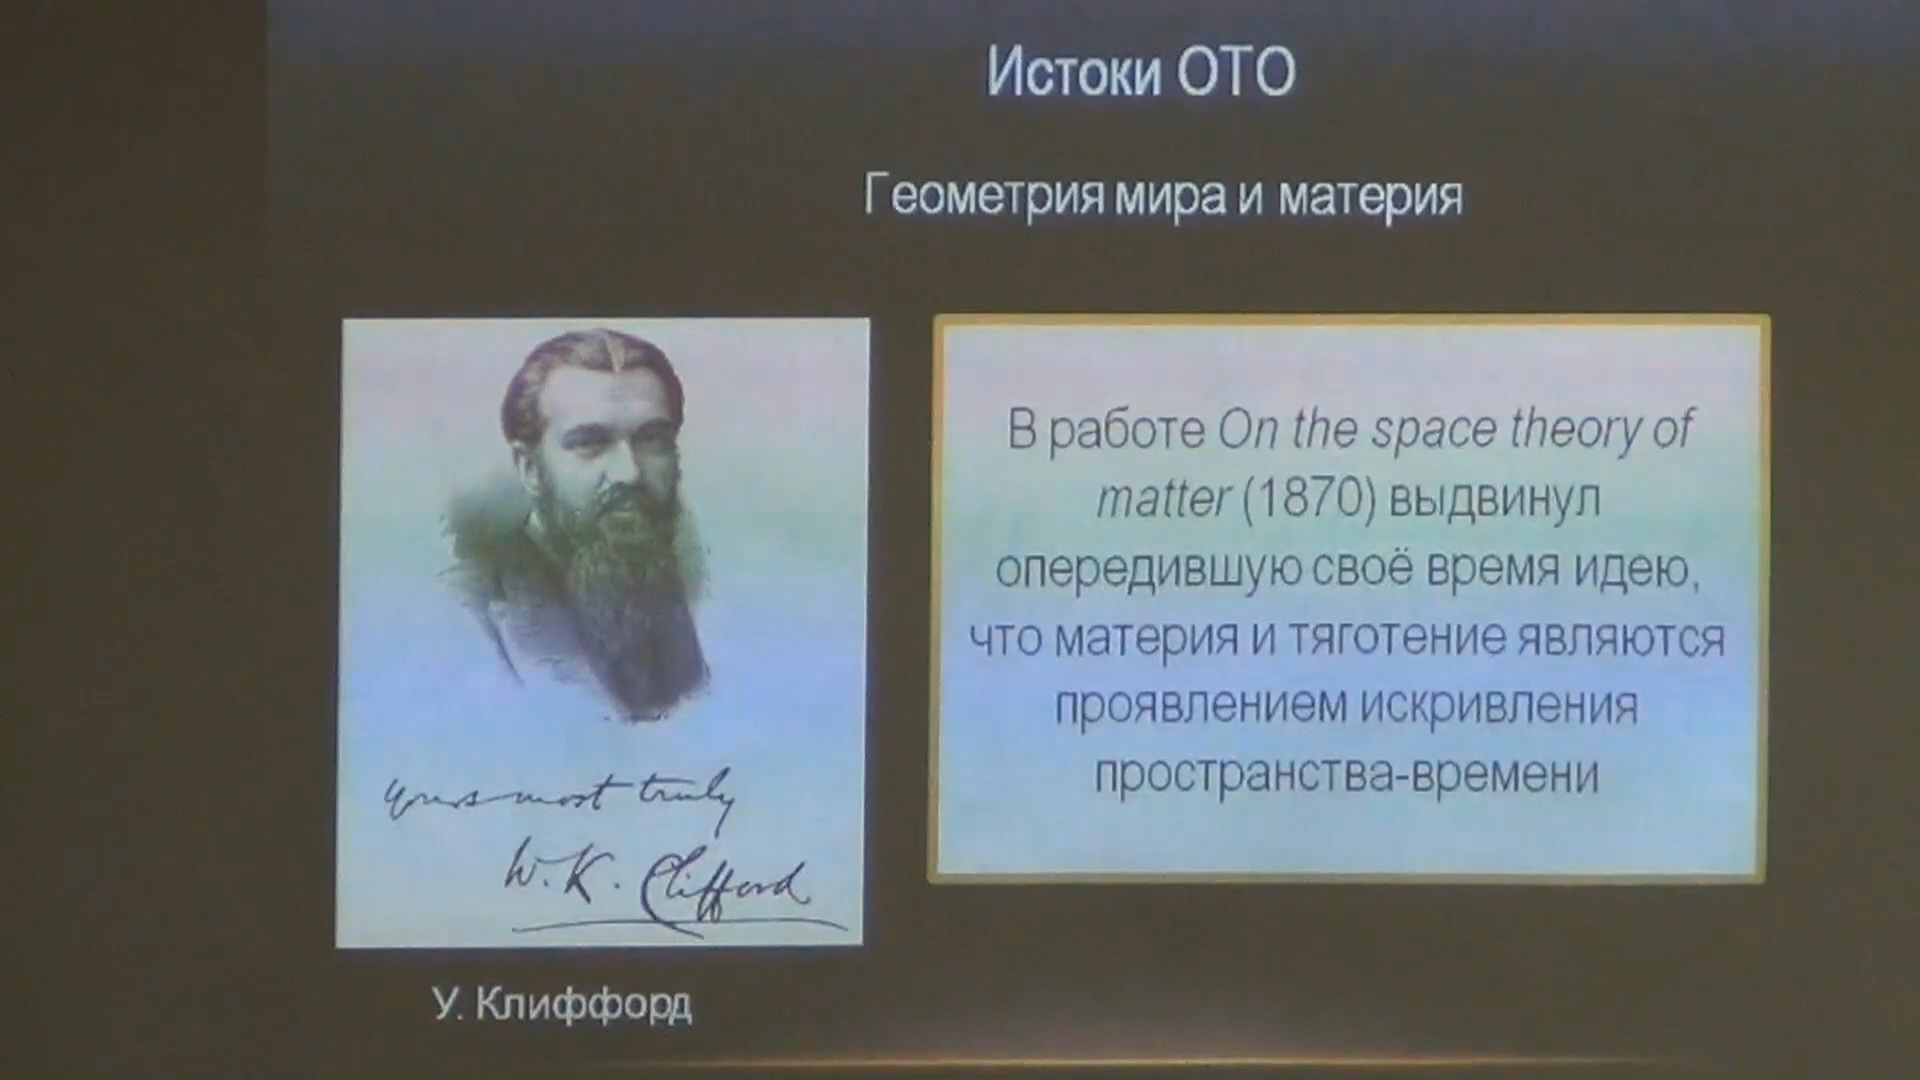 Истоки ОТО
Геометрия мира и материя
В работе On the space theory of
matter (1870) выдвинул
опередившую своё время идею,
что материя и тяготение являются
проявлением искривления
пространства-времени
yours most truly
W. K. Clifford
У. Клиффорд